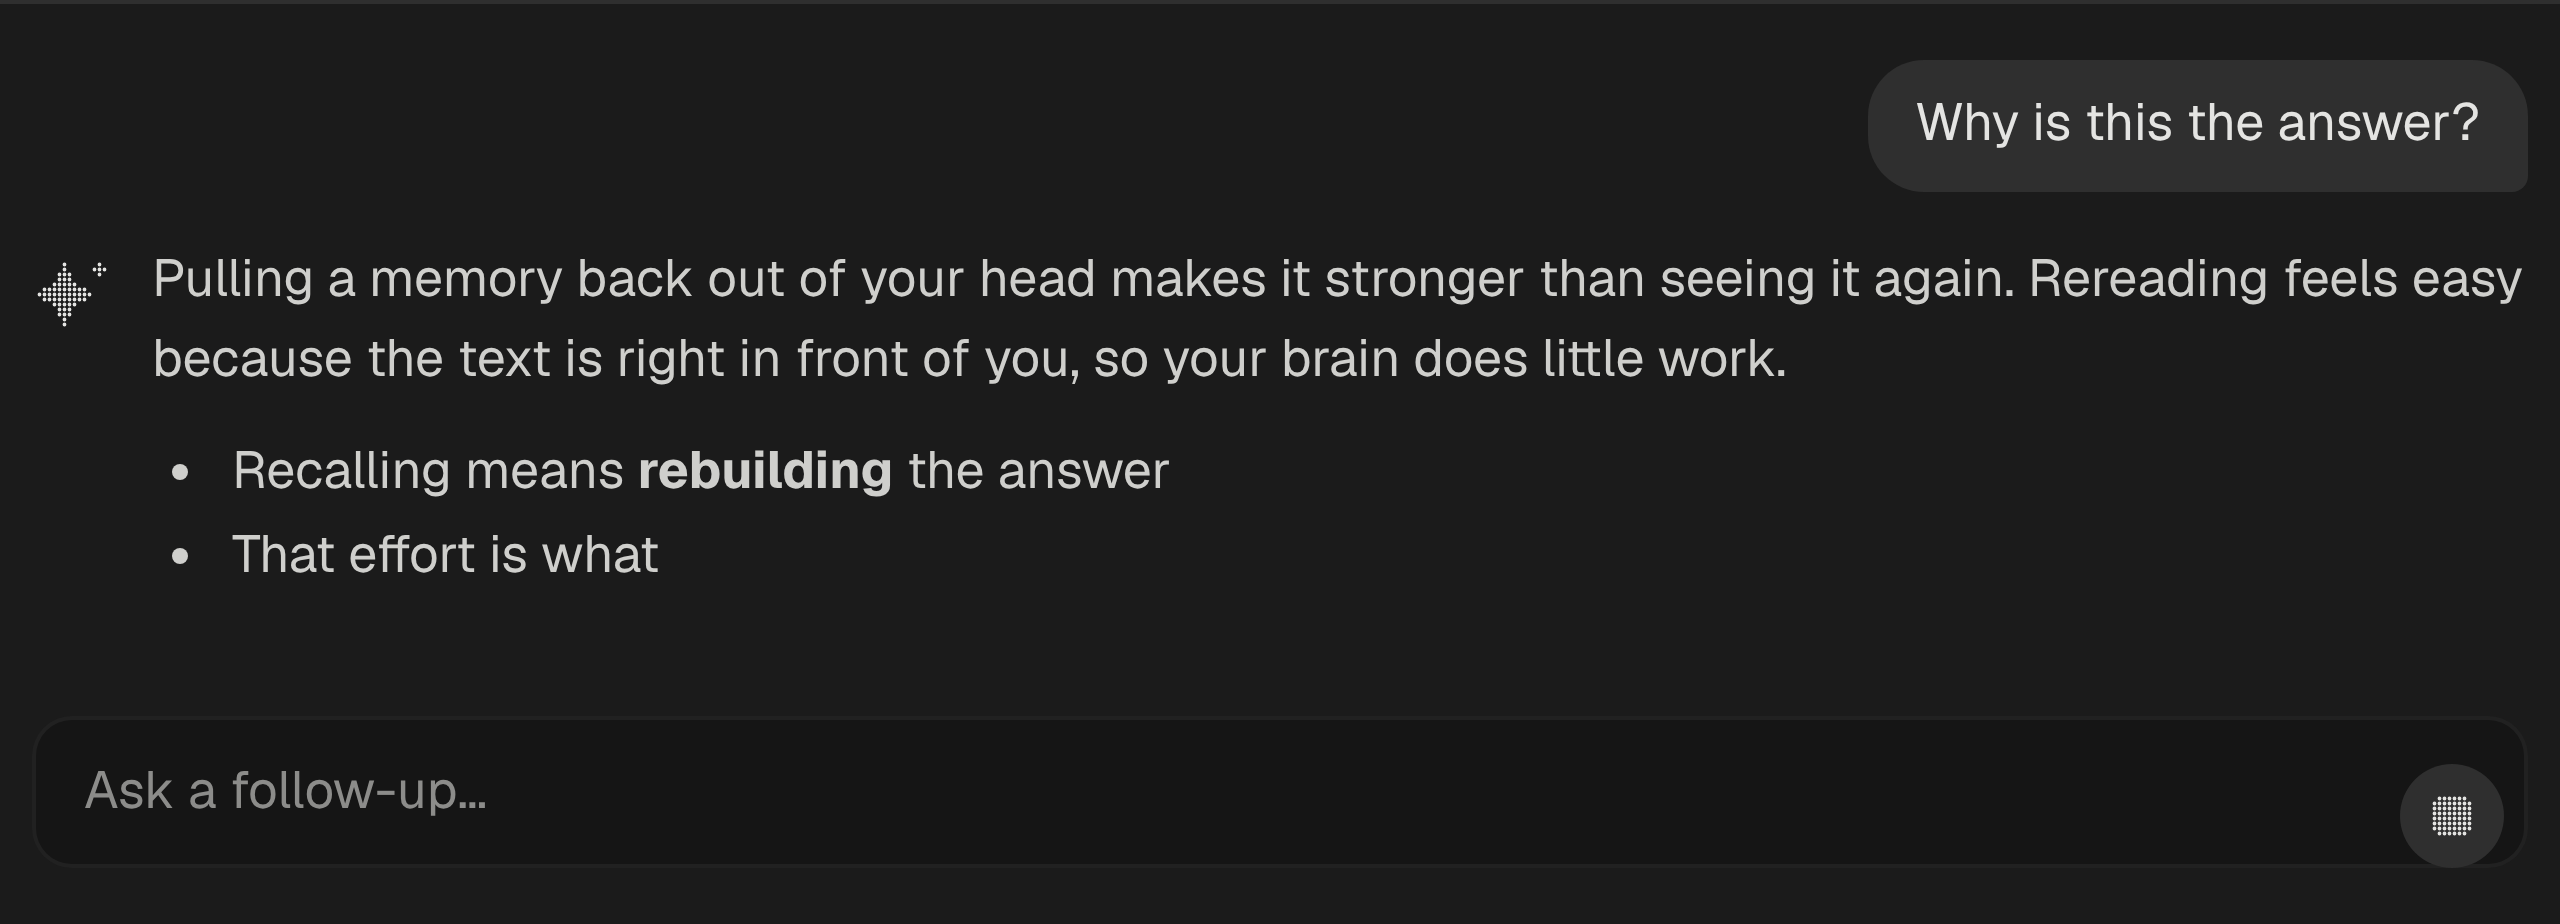 Why is this the answer?
Pulling a memory back out of your head makes it stronger than seeing it again. Rereading feels easy
because the text is right in front of you, so your brain does little work.
• Recalling means rebuilding the answer
• That effort is what
Ask a follow-up…